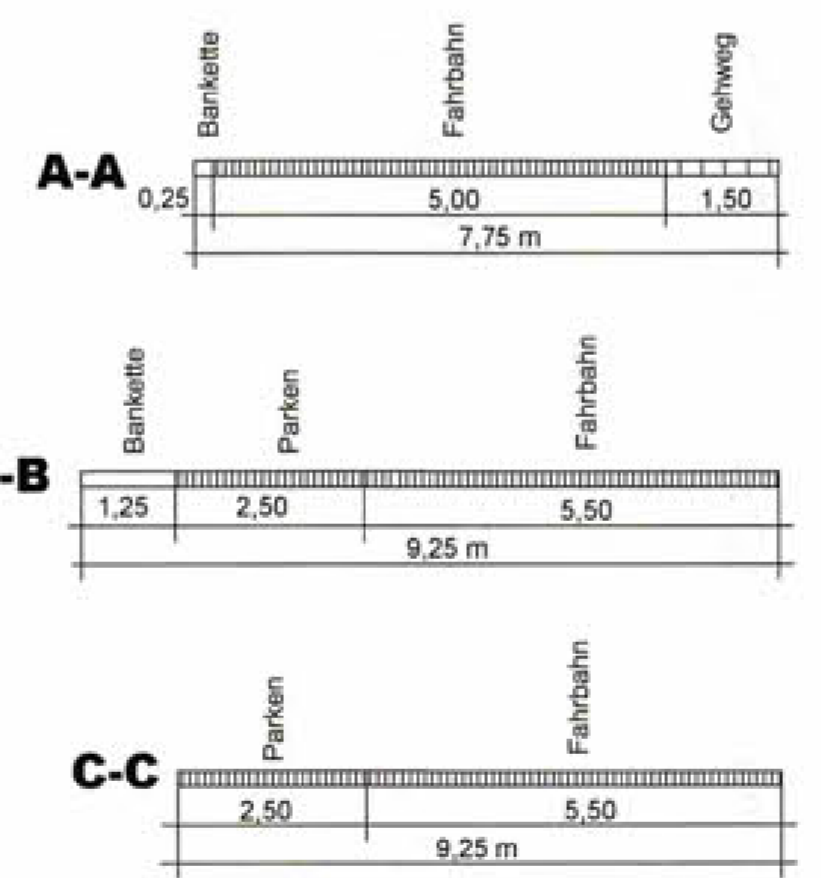 Bankette
Fahrbahn
Gehweg
A-A
0,25
5,00
1,50
7,75 m
Bankette
Parken
Fahrbahn
-B
1,25
2,50
5,50
9,25 m
Parken
Fahrbahn
C-C
2,50
5,50
9,25 m